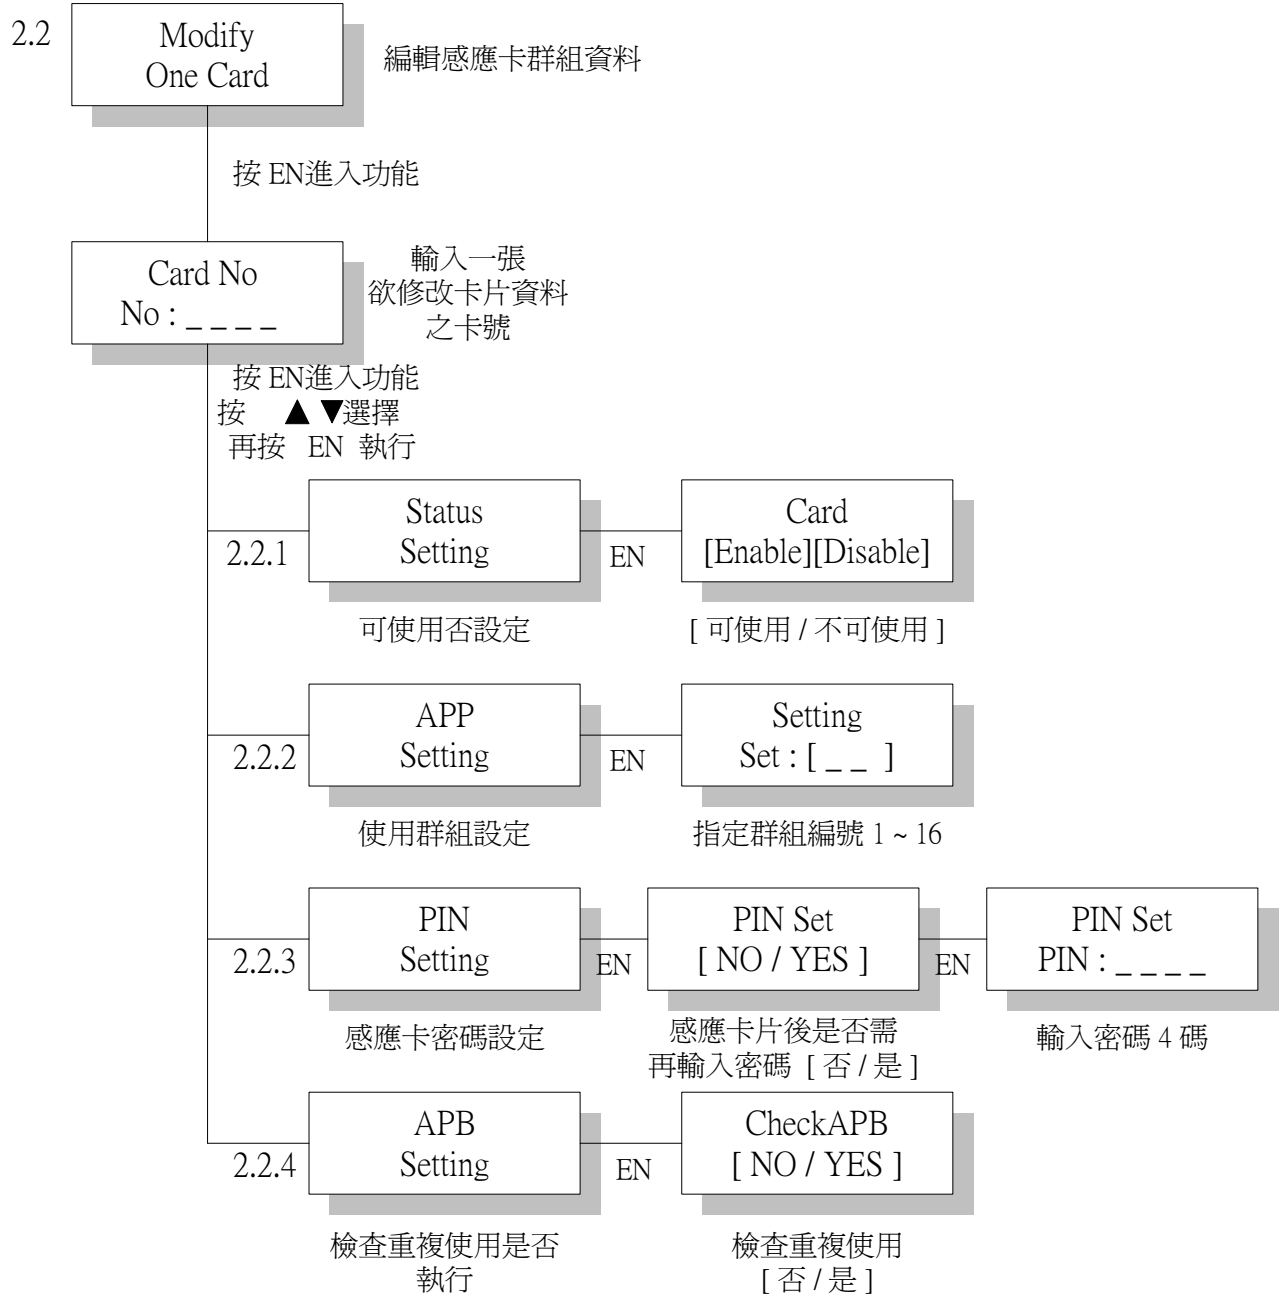 2.2
Modify
One Card
編輯感應卡群組資料
按 EN進入功能
Card No
No : _ _ _ _
輸入一張
欲修改卡片資料
之卡號
按 EN進入功能
按 ▲ ▼選擇
再按 EN 執行
2.2.1
Status
Setting
EN
Card
[Enable][Disable]
可使用否設定
[ 可使用 / 不可使用 ]
2.2.2
APP
Setting
EN
Setting
Set : [ _ _ ]
使用群組設定
指定群組編號 1 ~ 16
2.2.3
PIN
Setting
EN
PIN Set
[ NO / YES ]
EN
PIN Set
PIN : _ _ _ _
感應卡密碼設定
感應卡片後是否需
再輸入密碼 [ 否 / 是 ]
輸入密碼 4 碼
2.2.4
APB
Setting
EN
CheckAPB
[ NO / YES ]
檢查重複使用是否
執行
檢查重複使用
[ 否 / 是 ]